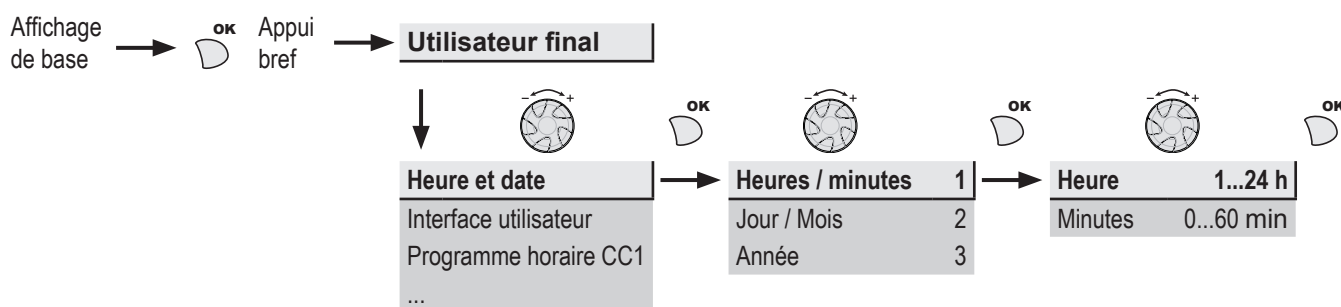 Affichage
de base
OK
Appui
bref
Utilisateur final
- +
OK
- +
OK
- +
OK
Heure et date
Interface utilisateur
Programme horaire CC1
...
Heures / minutes 1
Jour / Mois 2
Année 3
Heure 1...24 h
Minutes 0...60 min